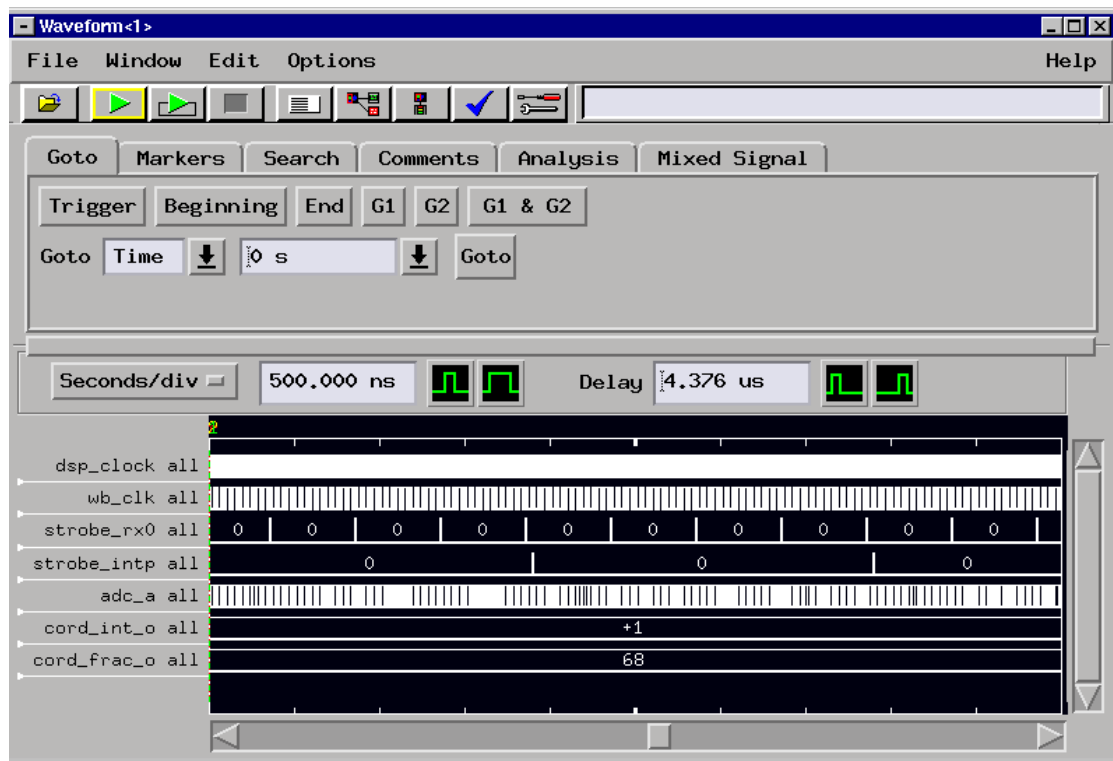 Waveform<1>
File Window Edit Options Help
Goto Markers Search Comments Analysis Mixed Signal
Trigger Beginning End G1 G2 G1 & G2
Goto Time 0 s Goto
Seconds/div 500.000 ns Delay 4.376 us
2
dsp_clock all
wb_clk all
strobe_rx0 all 0 0 0 0 0 0 0 0 0 0
strobe_intp all 0 0 0
adc_a all
cord_int_o all +1
cord_frac_o all 68